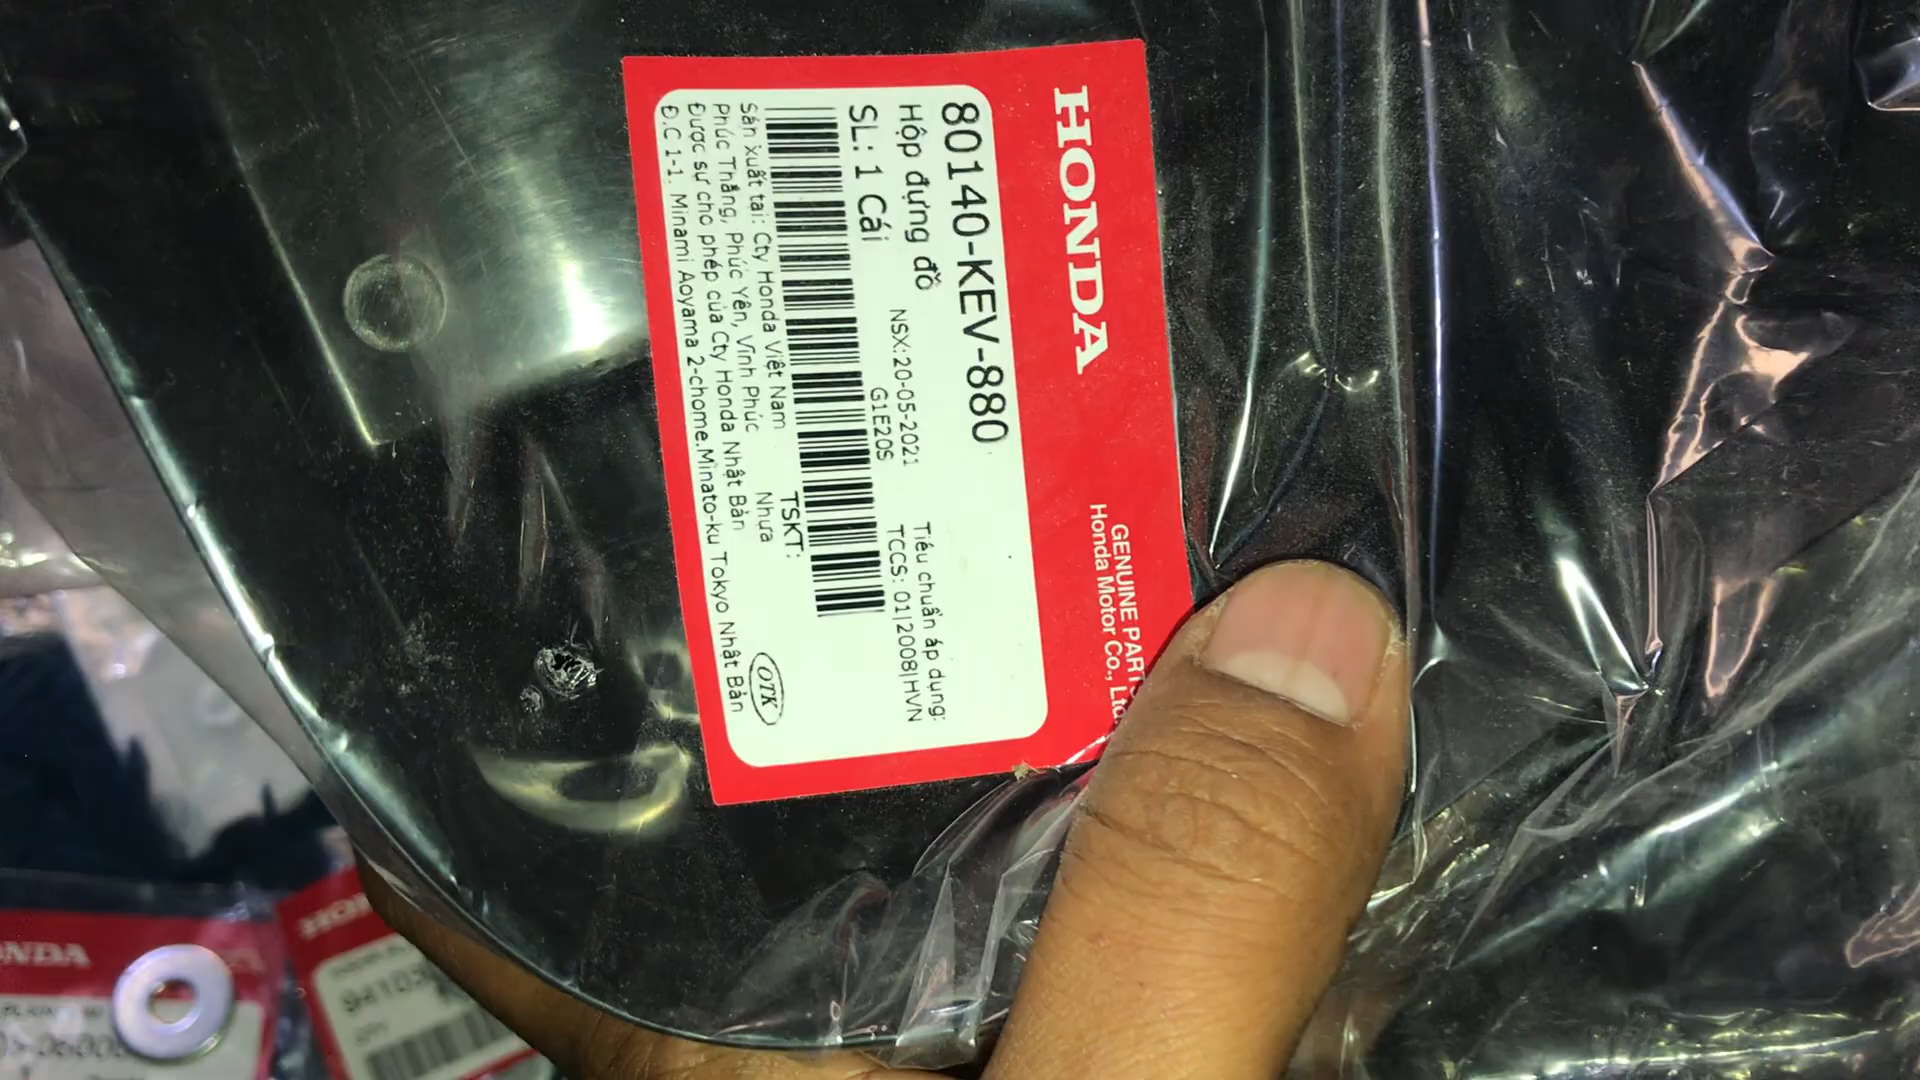 HONDA
GENUINE PARTS
Honda Motor Co., Ltd.
80140-KEV-880
Hộp đựng đồ
SL: 1 Cái
NSX: 20-05-2021
G1E20S
Tiêu chuẩn áp dụng:
TCCS: 01|2008|HVN
Sản xuất tại: Cty Honda Việt Nam
Phúc Thắng, Phúc Yên, Vĩnh Phúc
Được sự cho phép của Cty Honda Nhật Bản
Đ.C 1-1. Minami Aoyama 2-chome.Minato-ku Tokyo Nhật Bản
TSKT:
Nhựa
OTK
ONDA
HON
94103